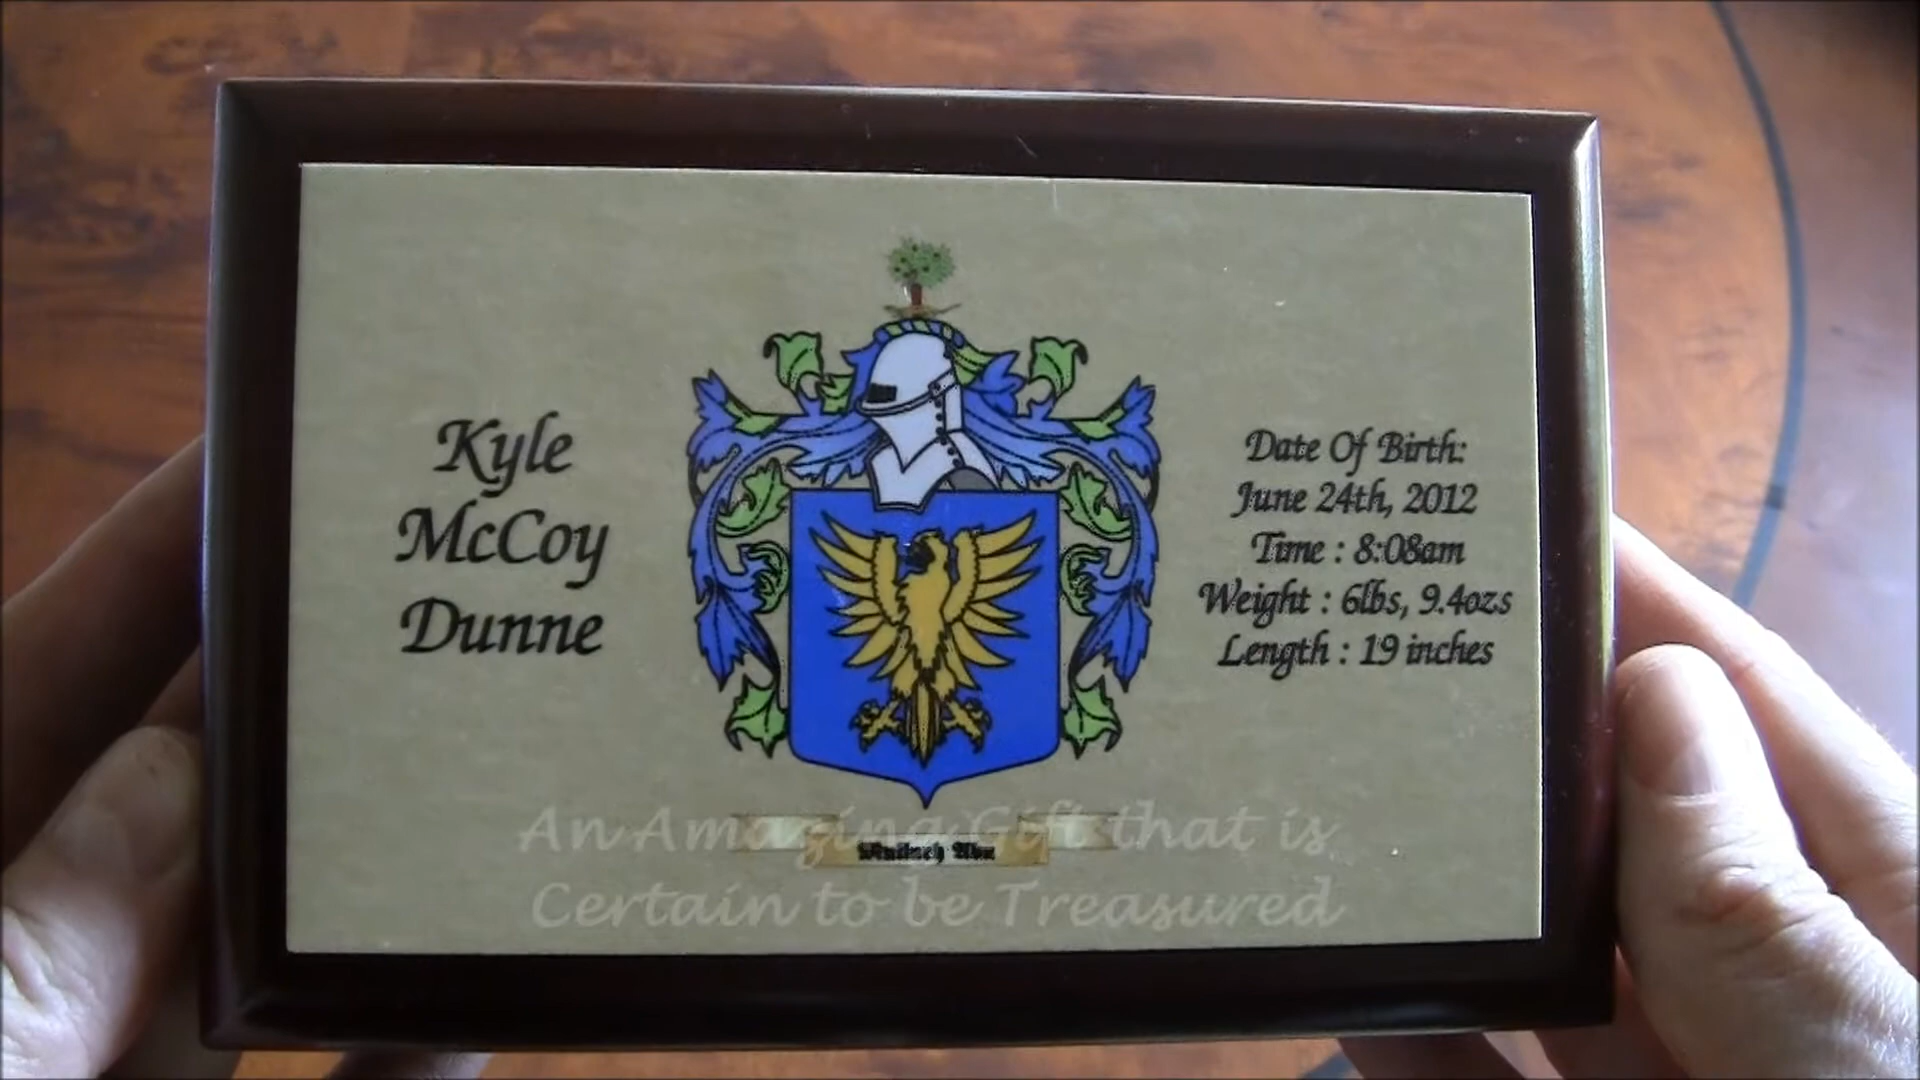 Kyle
McCoy
Dunne
Date Of Birth:
June 24th, 2012
Time : 8:08am
Weight : 6lbs, 9.4ozs
Length : 19 inches
An Amazing Gift that is
Certain to be Treasured